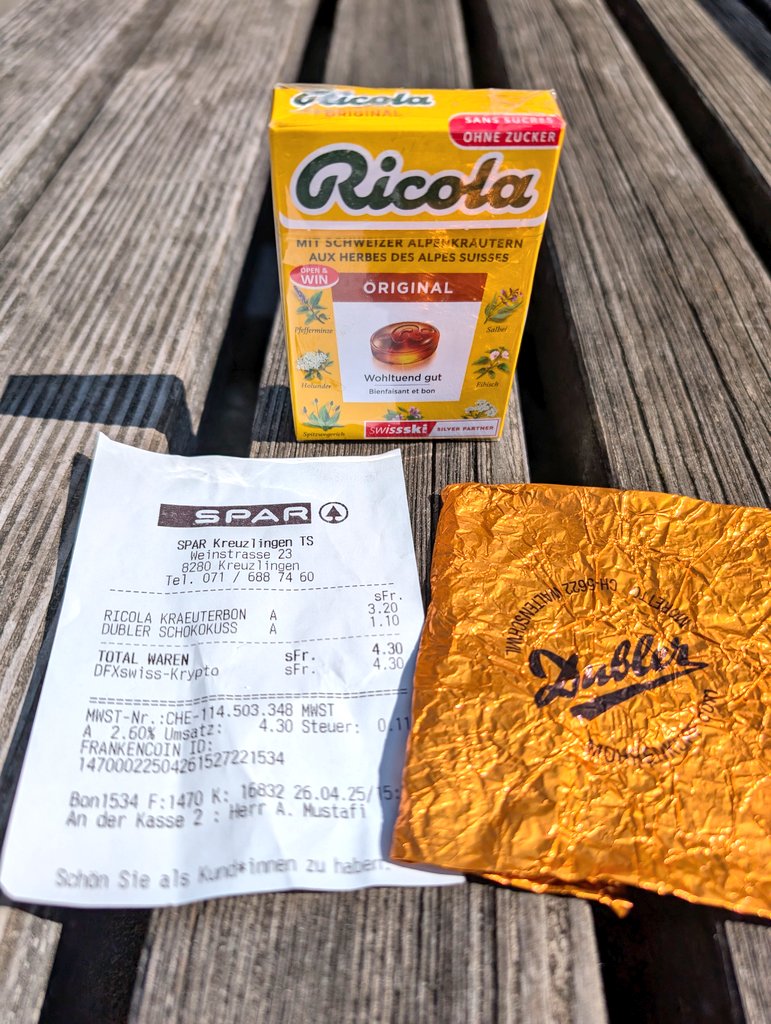 Ricola
ORIGINAL
SANS SUCRES
OHNE ZUCKER
Ricola
MIT SCHWEIZER ALPENKRÄUTERN
AUX HERBES DES ALPES SUISSES
OPEN &
WIN
ORIGINAL
Pfefferminze
Salbei
Holunder
Eibisch
Wohltuend gut
Bienfaisant et bon
Spitzwegerich
swissski SILVER PARTNER
SPAR
SPAR Kreuzlingen TS
Weinstrasse 23
8280 Kreuzlingen
Tel. 071 / 688 74 60
sFr.
RICOLA KRAEUTERBON A 3.20
DUBLER SCHOKOKUSS A 1.10
TOTAL WAREN sFr. 4.30
DFXswiss-Krypto sFr. 4.30
MWST-Nr.:CHE-114.503.348 MWST
A 2.60% Umsatz: 4.30 Steuer: 0.11
FRANKENCOIN ID:
14700022504261527221534
Bon1534 F:1470 K: 16832 26.04.25/15:
An der Kasse 2 : Herr A. Mustafi
Schön Sie als Kund*innen zu haben.
CH-5622 WALTENSCHWIL
Dubler